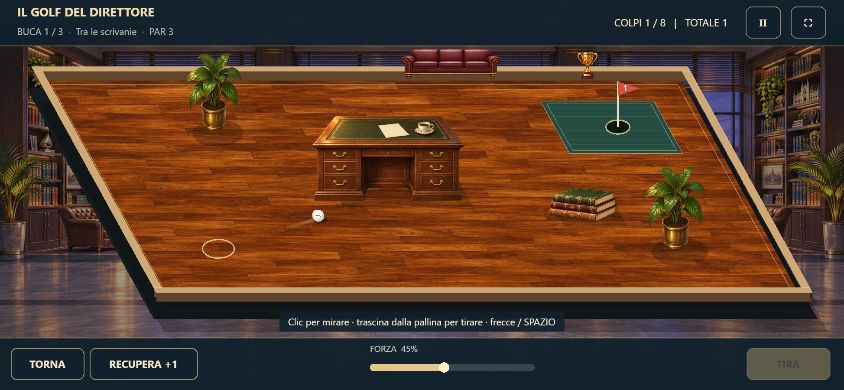 IL GOLF DEL DIRETTORE
BUCA 1 / 3 · Tra le scrivanie · PAR 3
COLPI 1 / 8 | TOTALE 1
1
Clic per mirare · trascina dalla pallina per tirare · frecce / SPAZIO
TORNA
RECUPERA +1
FORZA 45%
TIRA